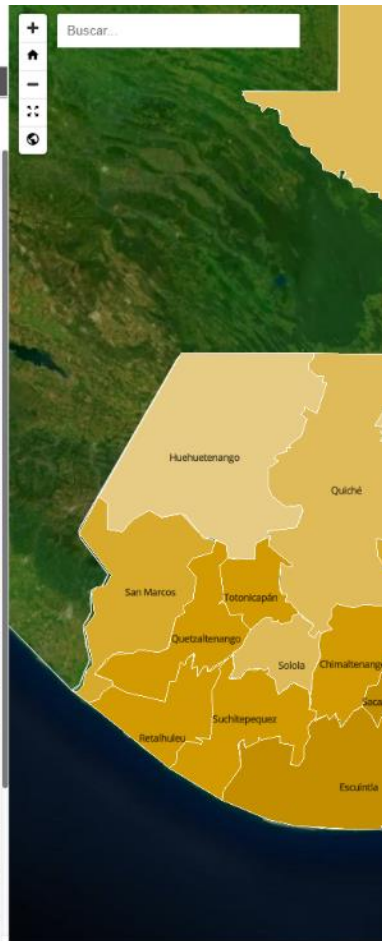 Buscar...
Huehuetenango
Quiché
San Marcos
Totonicapán
Quetzaltenango
Solola
Chimaltenango
Suchitepequez
Retalhuleu
Escuintla